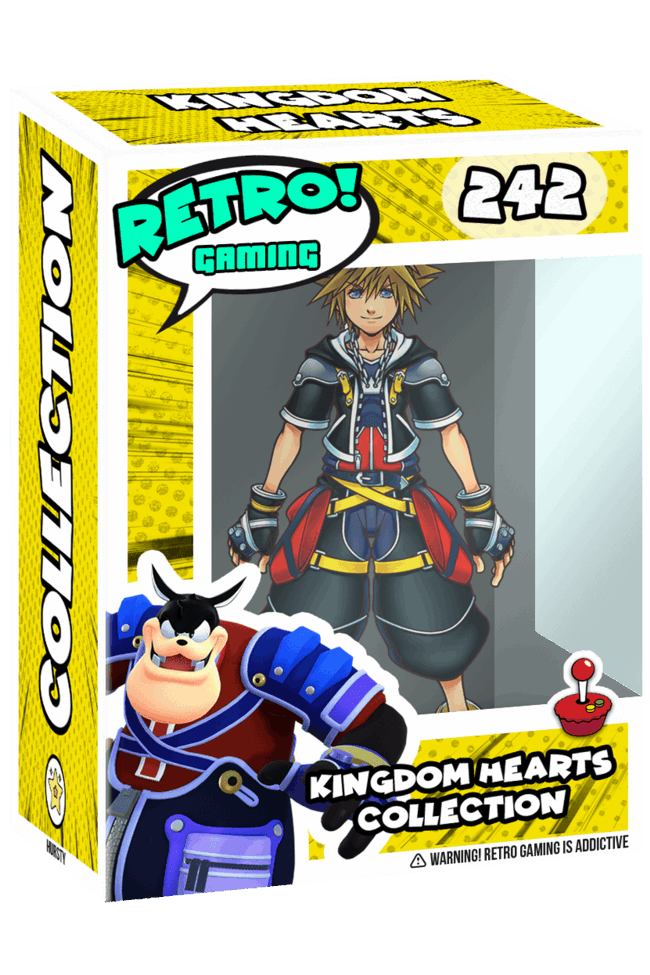 KINGDOM
HEARTS
RETRO!
GAMING
242
COLLECTION
KINGDOM HEARTS
COLLECTION
WARNING! RETRO GAMING IS ADDICTIVE
HURSTY